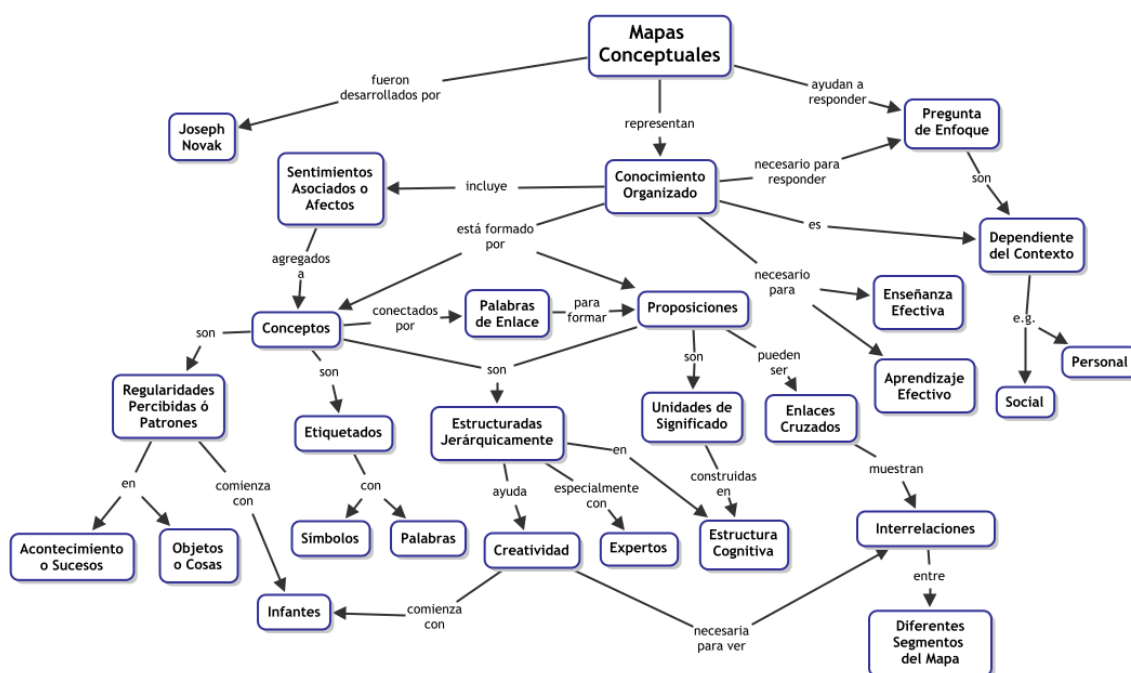 Mapas
Conceptuales
fueron
desarrollados por
ayudan a
responder
Joseph
Novak
representan
Pregunta
de Enfoque
Sentimientos
Asociados o
Afectos
incluye
Conocimiento
Organizado
necesario para
responder
son
está formado
por
es
Dependiente
del Contexto
agregados
a
necesario
para
Enseñanza
Efectiva
Conceptos
conectados
por
Palabras
de Enlace
para
formar
Proposiciones
e.g.
Personal
son
son
son
son
pueden
ser
Aprendizaje
Efectivo
Social
Regularidades
Percibidas ó
Patrones
Etiquetados
Estructuradas
Jerárquicamente
Unidades de
Significado
Enlaces
Cruzados
en
comienza
con
con
ayuda
especialmente
con
en
construidas
en
muestran
Acontecimiento
o Sucesos
Objetos
o Cosas
Símbolos
Palabras
Creatividad
Expertos
Estructura
Cognitiva
Interrelaciones
Infantes
comienza
con
necesaria
para ver
entre
Diferentes
Segmentos
del Mapa